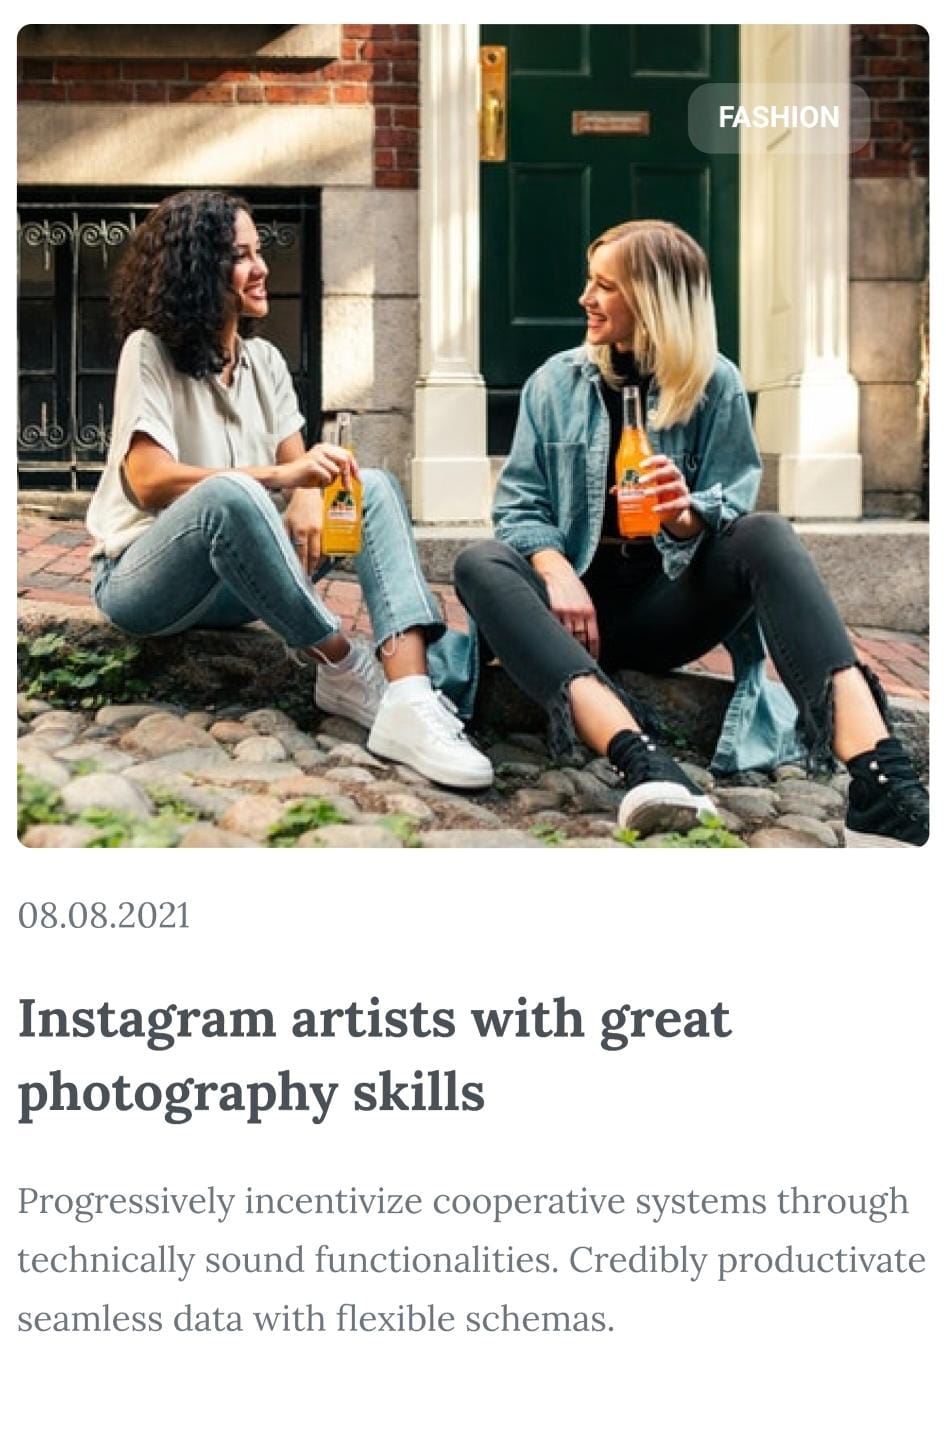 FASHION
08.08.2021
Instagram artists with great
photography skills
Progressively incentivize cooperative systems through
technically sound functionalities. Credibly productivate
seamless data with flexible schemas.